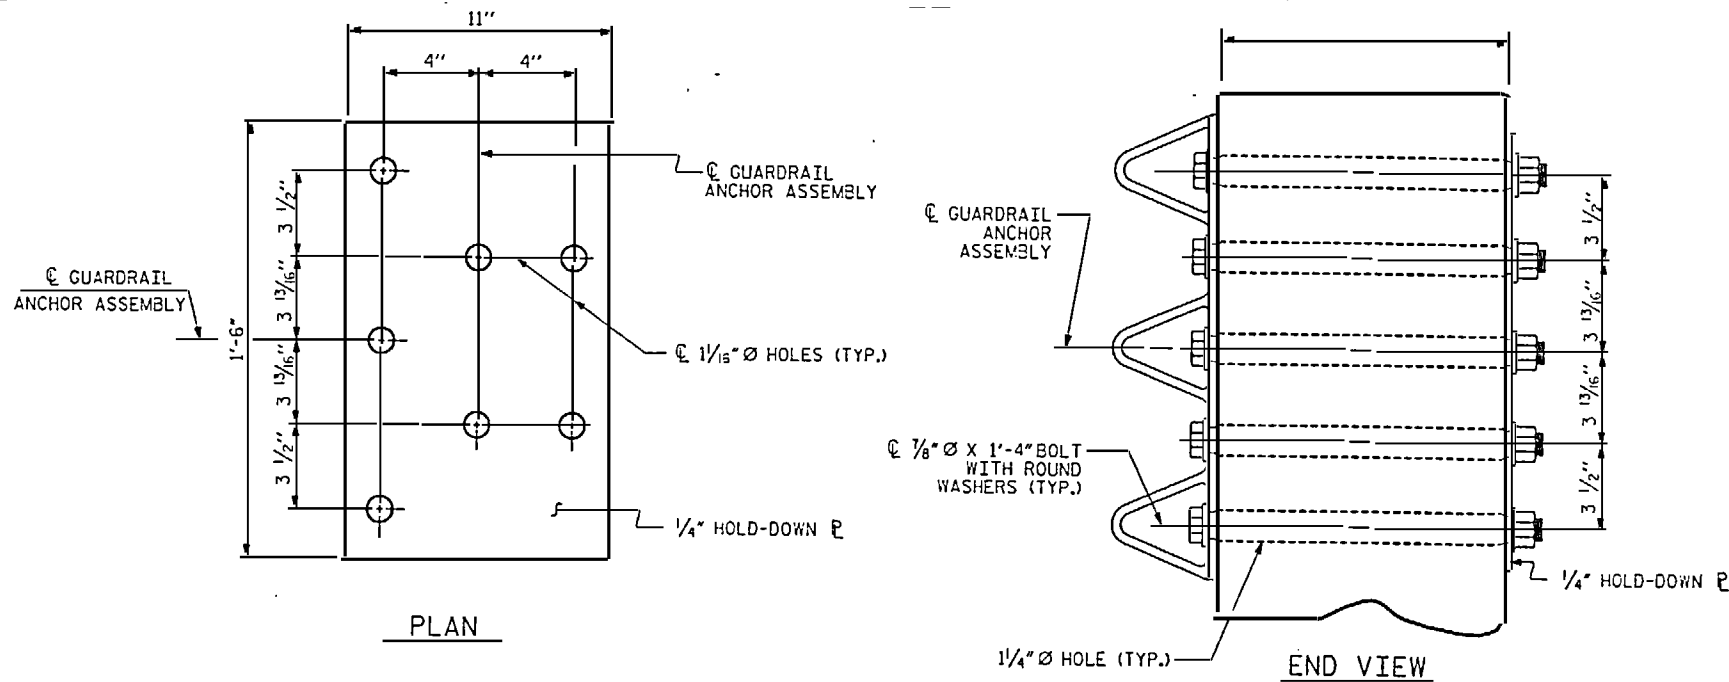 11"
4"
4"
℄ GUARDRAIL
ANCHOR ASSEMBLY
3 1/2"
3 13/16"
3 13/16"
3 1/2"
1'-6"
℄ GUARDRAIL
ANCHOR ASSEMBLY
℄ 1 1/16" Ø HOLES (TYP.)
1/4" HOLD-DOWN ⅊
PLAN
℄ GUARDRAIL
ANCHOR
ASSEMBLY
℄ 7/8" Ø X 1'-4" BOLT
WITH ROUND
WASHERS (TYP.)
3 1/2"
3 13/16"
3 13/16"
3 1/2"
1/4" HOLD-DOWN ⅊
1 1/4" Ø HOLE (TYP.)
END VIEW